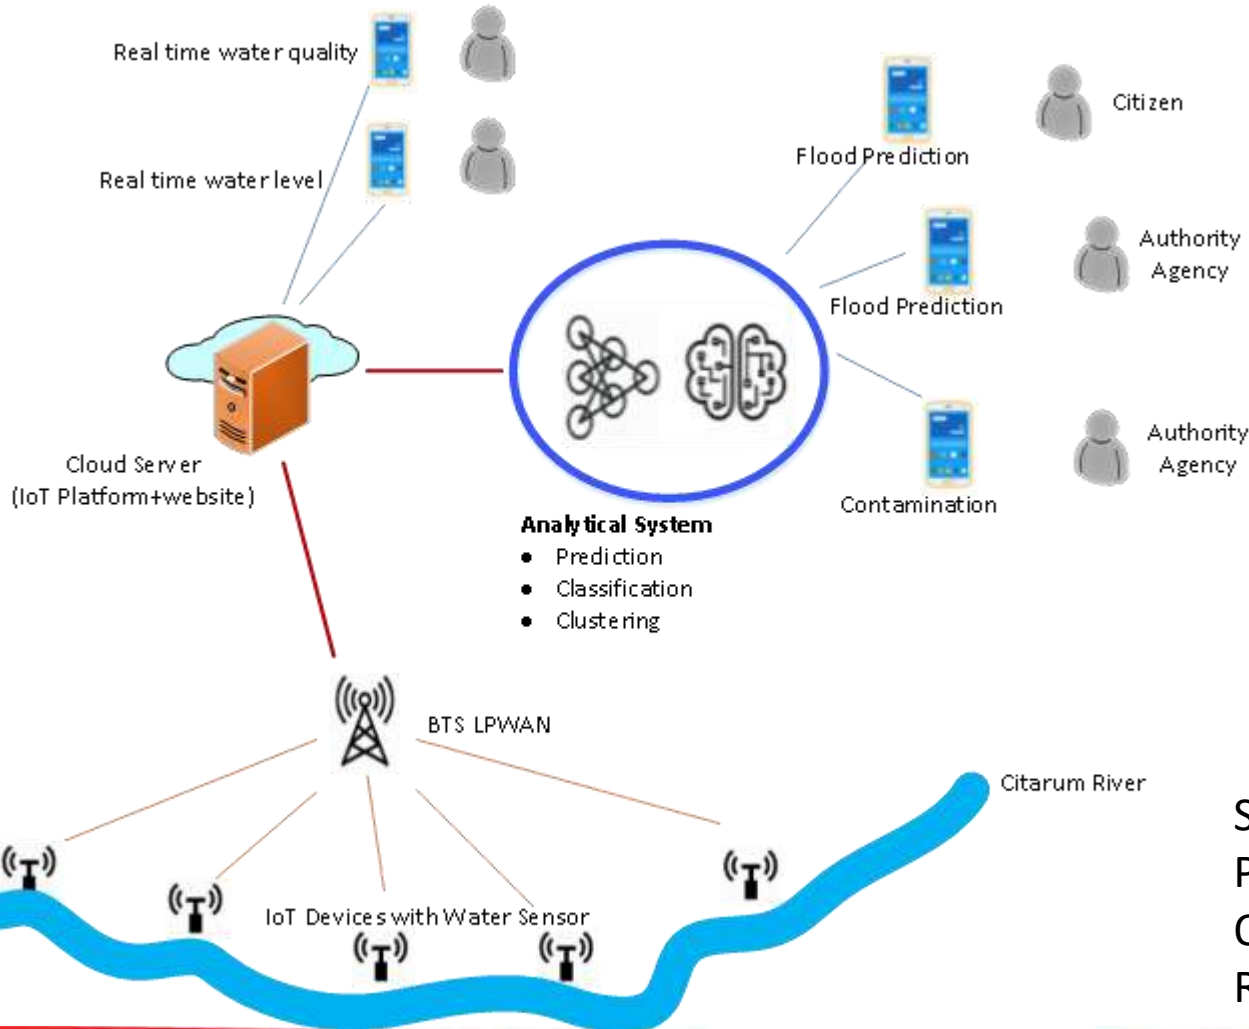 Real time water quality
Real time water level
Flood Prediction
Citizen
Flood Prediction
Authority
Agency
Contamination
Authority
Agency
Cloud Server
(IoT Platform+website)
Analytical System
● Prediction
● Classification
● Clustering
BTS LPWAN
Citarum River
IoT Devices with Water Sensor